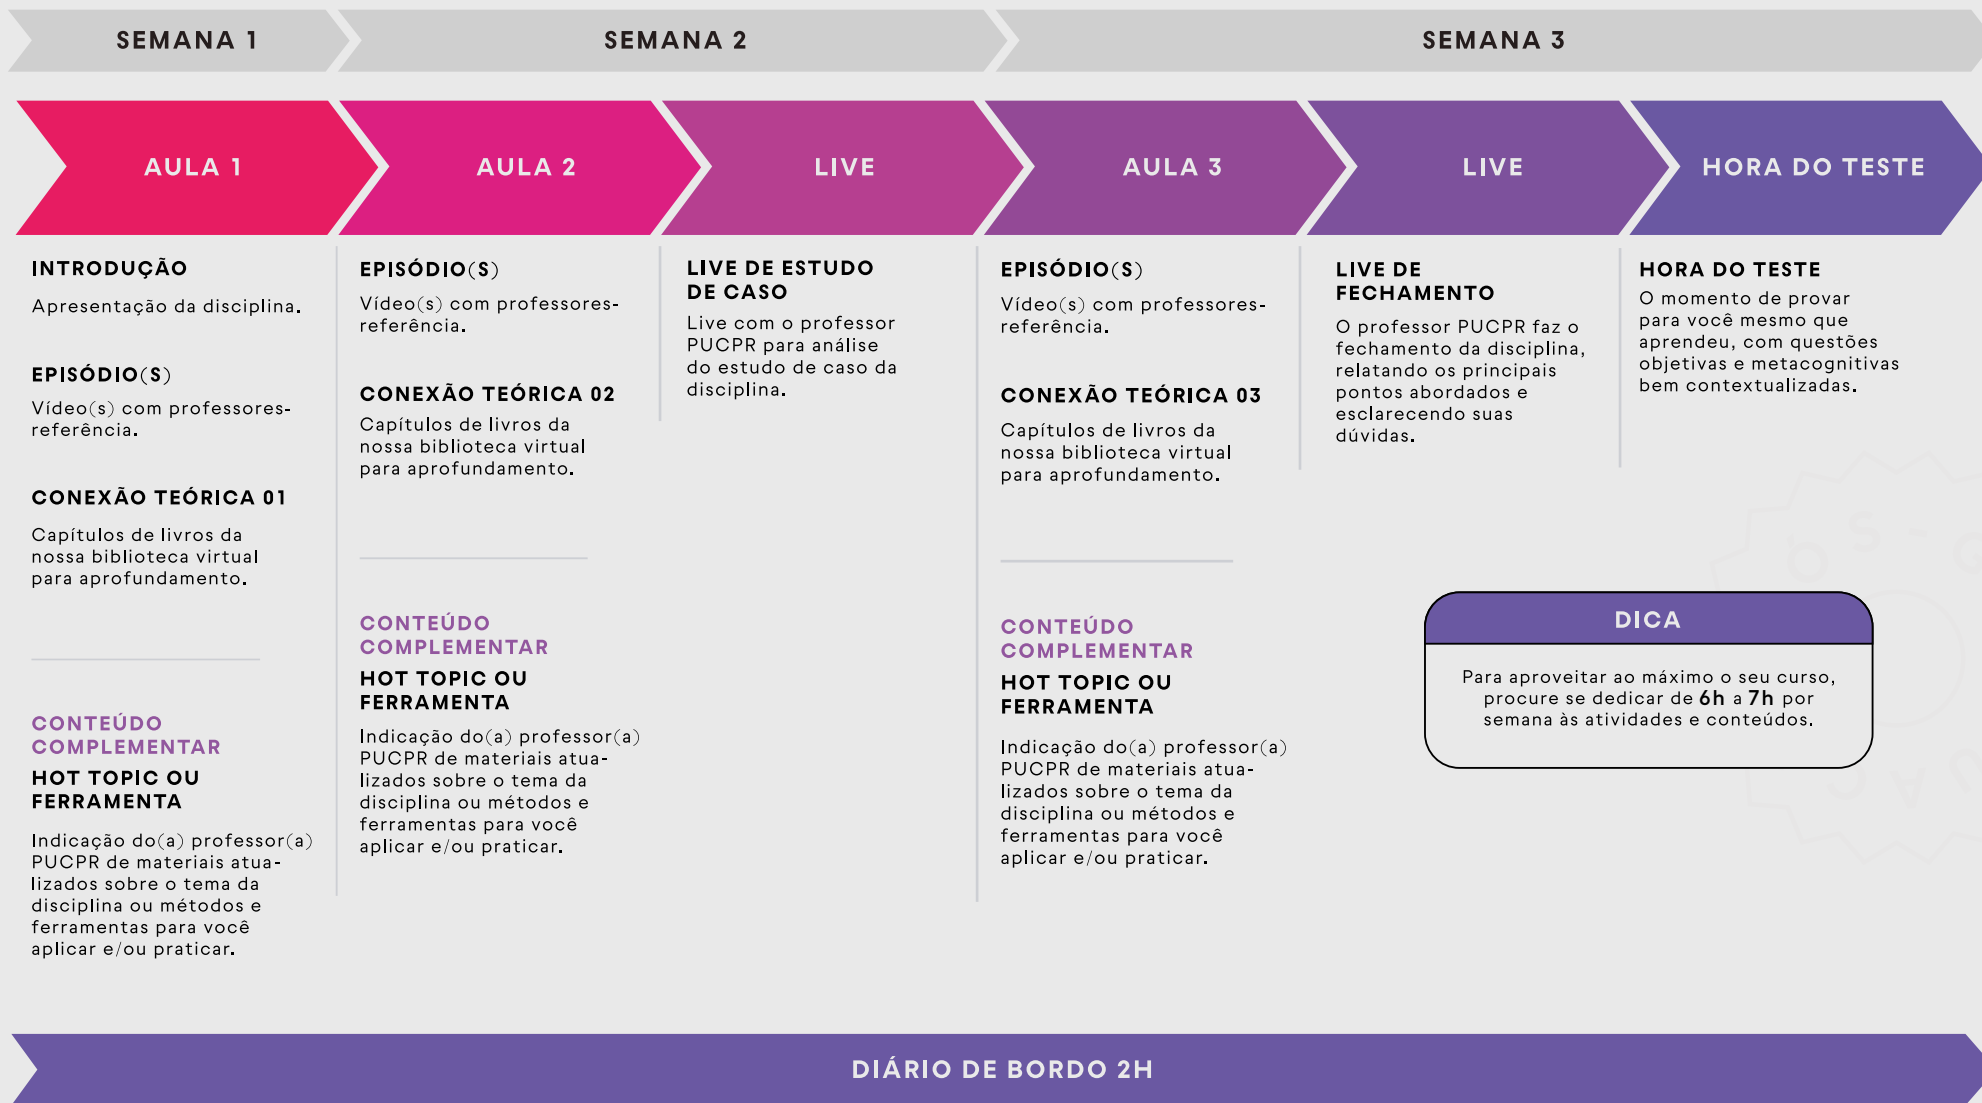 SEMANA 1
SEMANA 2
SEMANA 3
AULA 1
AULA 2
LIVE
AULA 3
LIVE
HORA DO TESTE
INTRODUÇÃO
Apresentação da disciplina.
EPISÓDIO(S)
Vídeo(s) com professores-
referência.
CONEXÃO TEÓRICA 01
Capítulos de livros da
nossa biblioteca virtual
para aprofundamento.
CONTEÚDO
COMPLEMENTAR
HOT TOPIC OU
FERRAMENTA
Indicação do(a) professor(a)
PUCPR de materiais atua-
lizados sobre o tema da
disciplina ou métodos e
ferramentas para você
aplicar e/ou praticar.
EPISÓDIO(S)
Vídeo(s) com professores-
referência.
CONEXÃO TEÓRICA 02
Capítulos de livros da
nossa biblioteca virtual
para aprofundamento.
CONTEÚDO
COMPLEMENTAR
HOT TOPIC OU
FERRAMENTA
Indicação do(a) professor(a)
PUCPR de materiais atua-
lizados sobre o tema da
disciplina ou métodos e
ferramentas para você
aplicar e/ou praticar.
LIVE DE ESTUDO
DE CASO
Live com o professor
PUCPR para análise
do estudo de caso da
disciplina.
EPISÓDIO(S)
Vídeo(s) com professores-
referência.
CONEXÃO TEÓRICA 03
Capítulos de livros da
nossa biblioteca virtual
para aprofundamento.
CONTEÚDO
COMPLEMENTAR
HOT TOPIC OU
FERRAMENTA
Indicação do(a) professor(a)
PUCPR de materiais atua-
lizados sobre o tema da
disciplina ou métodos e
ferramentas para você
aplicar e/ou praticar.
LIVE DE
FECHAMENTO
O professor PUCPR faz o
fechamento da disciplina,
relatando os principais
pontos abordados e
esclarecendo suas
dúvidas.
HORA DO TESTE
O momento de provar
para você mesmo que
aprendeu, com questões
objetivas e metacognitivas
bem contextualizadas.
DICA
Para aproveitar ao máximo o seu curso,
procure se dedicar de 6h a 7h por
semana às atividades e conteúdos.
DIÁRIO DE BORDO 2H